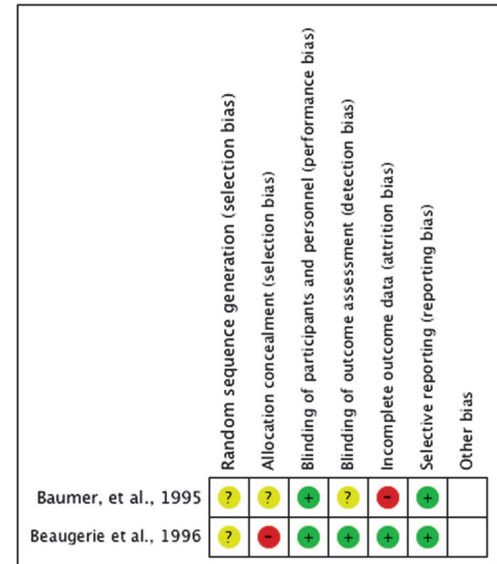 Random sequence generation (selection bias)
Allocation concealment (selection bias)
Blinding of participants and personnel (performance bias)
Blinding of outcome assessment (detection bias)
Incomplete outcome data (attrition bias)
Selective reporting (reporting bias)
Other bias
Baumer, et al., 1995 ? ? + ? - +
Beaugerie et al., 1996 ? - + + + +